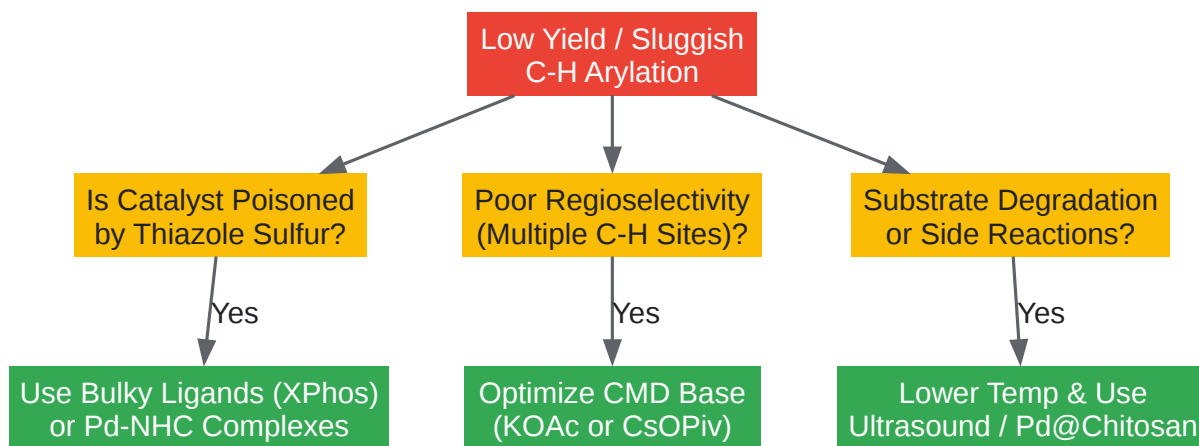 Low Yield / Sluggish
C-H Arylation
Is Catalyst Poisoned
by Thiazole Sulfur?
Poor Regioselectivity
(Multiple C-H Sites)?
Substrate Degradation
or Side Reactions?
Yes
Yes
Yes
Use Bulky Ligands (XPhos)
or Pd-NHC Complexes
Optimize CMD Base
(KOAc or CsOPiv)
Lower Temp & Use
Ultrasound / Pd@Chitosan